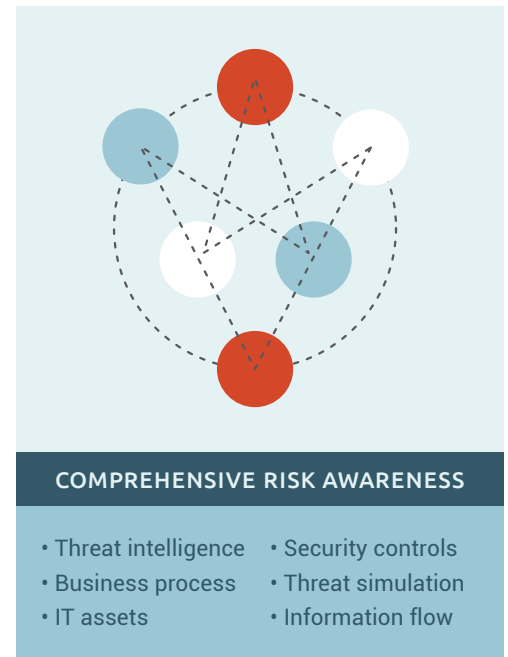 COMPREHENSIVE RISK AWARENESS
• Threat intelligence
• Business process
• IT assets
• Security controls
• Threat simulation
• Information flow